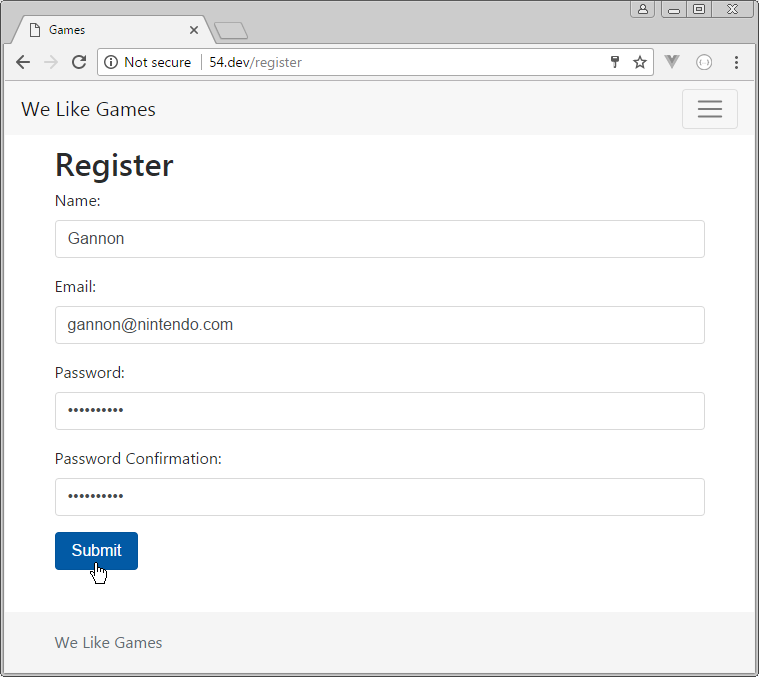 Games
Not secure
54.dev/register
We Like Games
Register
Name:
Gannon
Email:
gannon@nintendo.com
Password:
••••••••••
Password Confirmation:
••••••••••
Submit
We Like Games